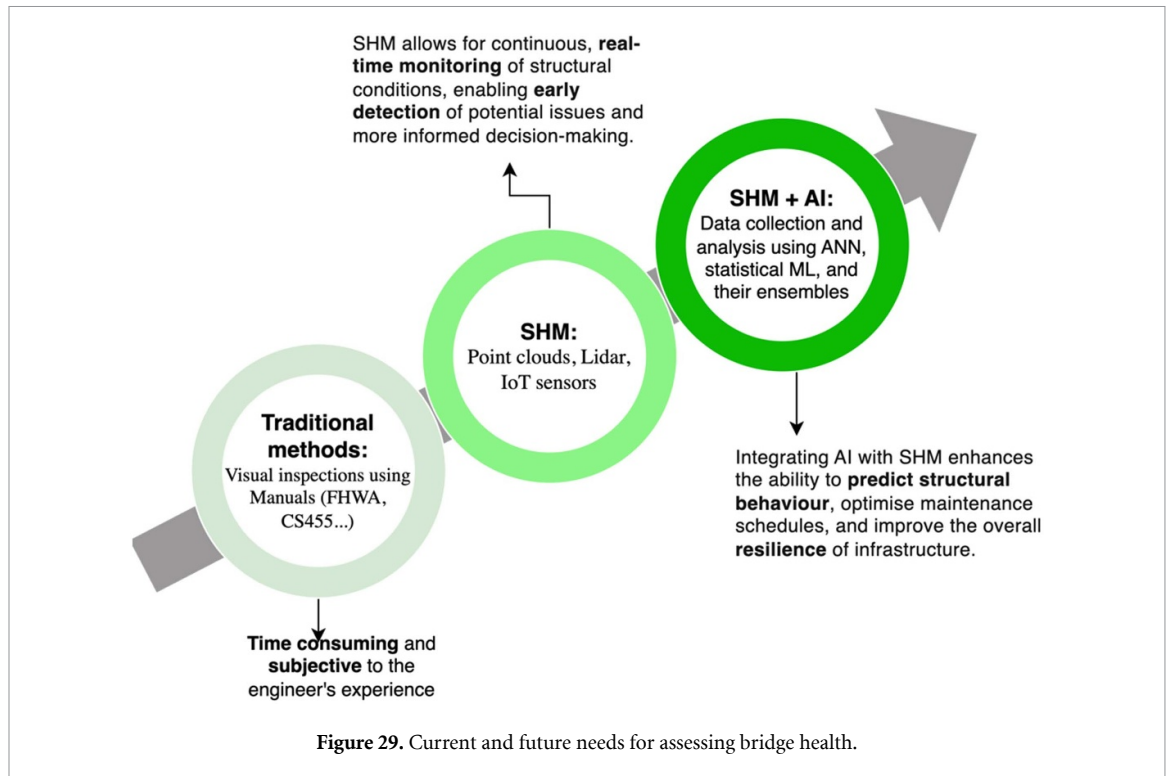 SHM allows for continuous, real-
time monitoring of structural
conditions, enabling early
detection of potential issues and
more informed decision-making.
SHM + AI:
Data collection and
analysis using ANN,
statistical ML, and
their ensembles
SHM:
Point clouds, Lidar,
IoT sensors
Traditional
methods:
Visual inspections using
Manuals (FHWA,
CS455...)
Integrating AI with SHM enhances
the ability to predict structural
behaviour, optimise maintenance
schedules, and improve the overall
resilience of infrastructure.
Time consuming and
subjective to the
engineer's experience
Figure 29. Current and future needs for assessing bridge health.